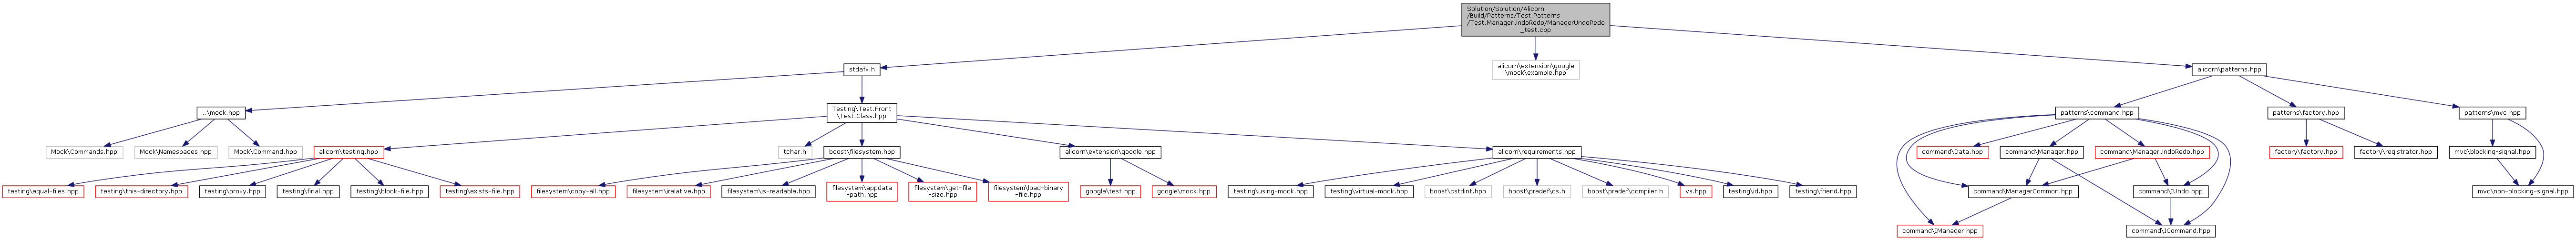 Solution/Solution/Alicorn
/Build/Patterns/Test.Patterns
/Test.ManagerUndoRedo/ManagerUndoRedo
_test.cpp
stdafx.h
alicorn\extension\google
\mock\example.hpp
alicorn\patterns.hpp
..\mock.hpp
Testing\Test.Front
\Test.Class.hpp
patterns\command.hpp
patterns\factory.hpp
patterns\mvc.hpp
Mock\Commands.hpp
Mock\Namespaces.hpp
Mock\Command.hpp
alicorn\testing.hpp
tchar.h
boost\filesystem.hpp
alicorn\extension\google.hpp
alicorn\requirements.hpp
command\Data.hpp
command\Manager.hpp
command\ManagerUndoRedo.hpp
factory\factory.hpp
factory\registrator.hpp
mvc\blocking-signal.hpp
testing\equal-files.hpp
testing\this-directory.hpp
testing\proxy.hpp
testing\final.hpp
testing\block-file.hpp
testing\exists-file.hpp
filesystem\copy-all.hpp
filesystem\relative.hpp
filesystem\is-readable.hpp
filesystem\appdata
-path.hpp
filesystem\get-file
-size.hpp
filesystem\load-binary
-file.hpp
google\test.hpp
google\mock.hpp
testing\using-mock.hpp
testing\virtual-mock.hpp
boost\cstdint.hpp
boost\predef\os.h
boost\predef\compiler.h
vs.hpp
testing\id.hpp
testing\friend.hpp
command\ManagerCommon.hpp
command\IUndo.hpp
mvc\non-blocking-signal.hpp
command\IManager.hpp
command\ICommand.hpp